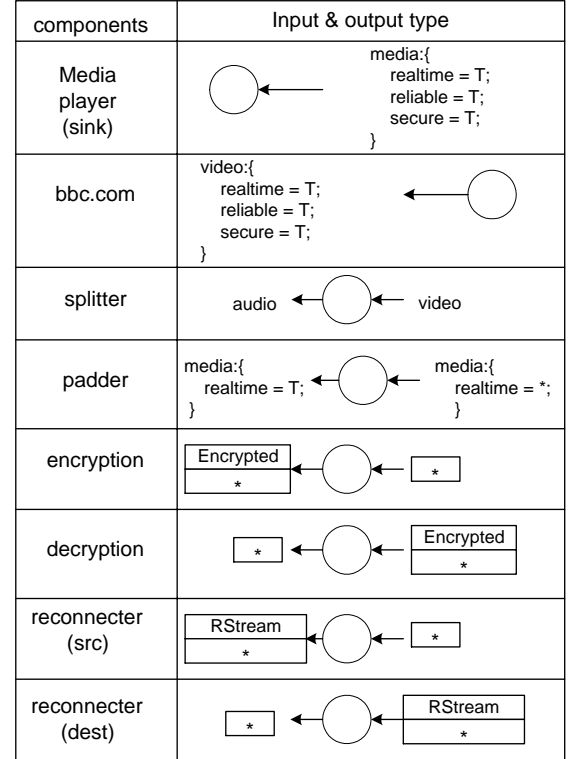 components
Input & output type
Media
player
(sink)
media:{
realtime = T;
reliable = T;
secure = T;
}
bbc.com
video:{
realtime = T;
reliable = T;
secure = T;
}
splitter
audio
video
padder
media:{
realtime = T;
}
media:{
realtime = *;
}
encryption
Encrypted
*
*
decryption
*
Encrypted
*
reconnecter
(src)
RStream
*
*
reconnecter
(dest)
*
RStream
*